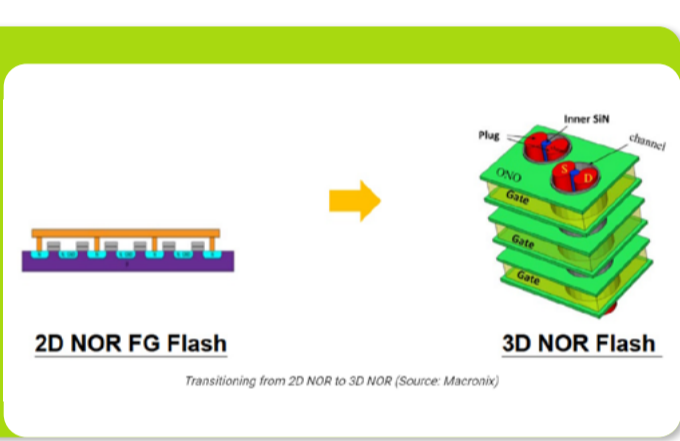 Inner SiN
Plug
channel
ONO
S
D
Gate
Gate
Gate
2D NOR FG Flash
3D NOR Flash
Transitioning from 2D NOR to 3D NOR (Source: Macronix)